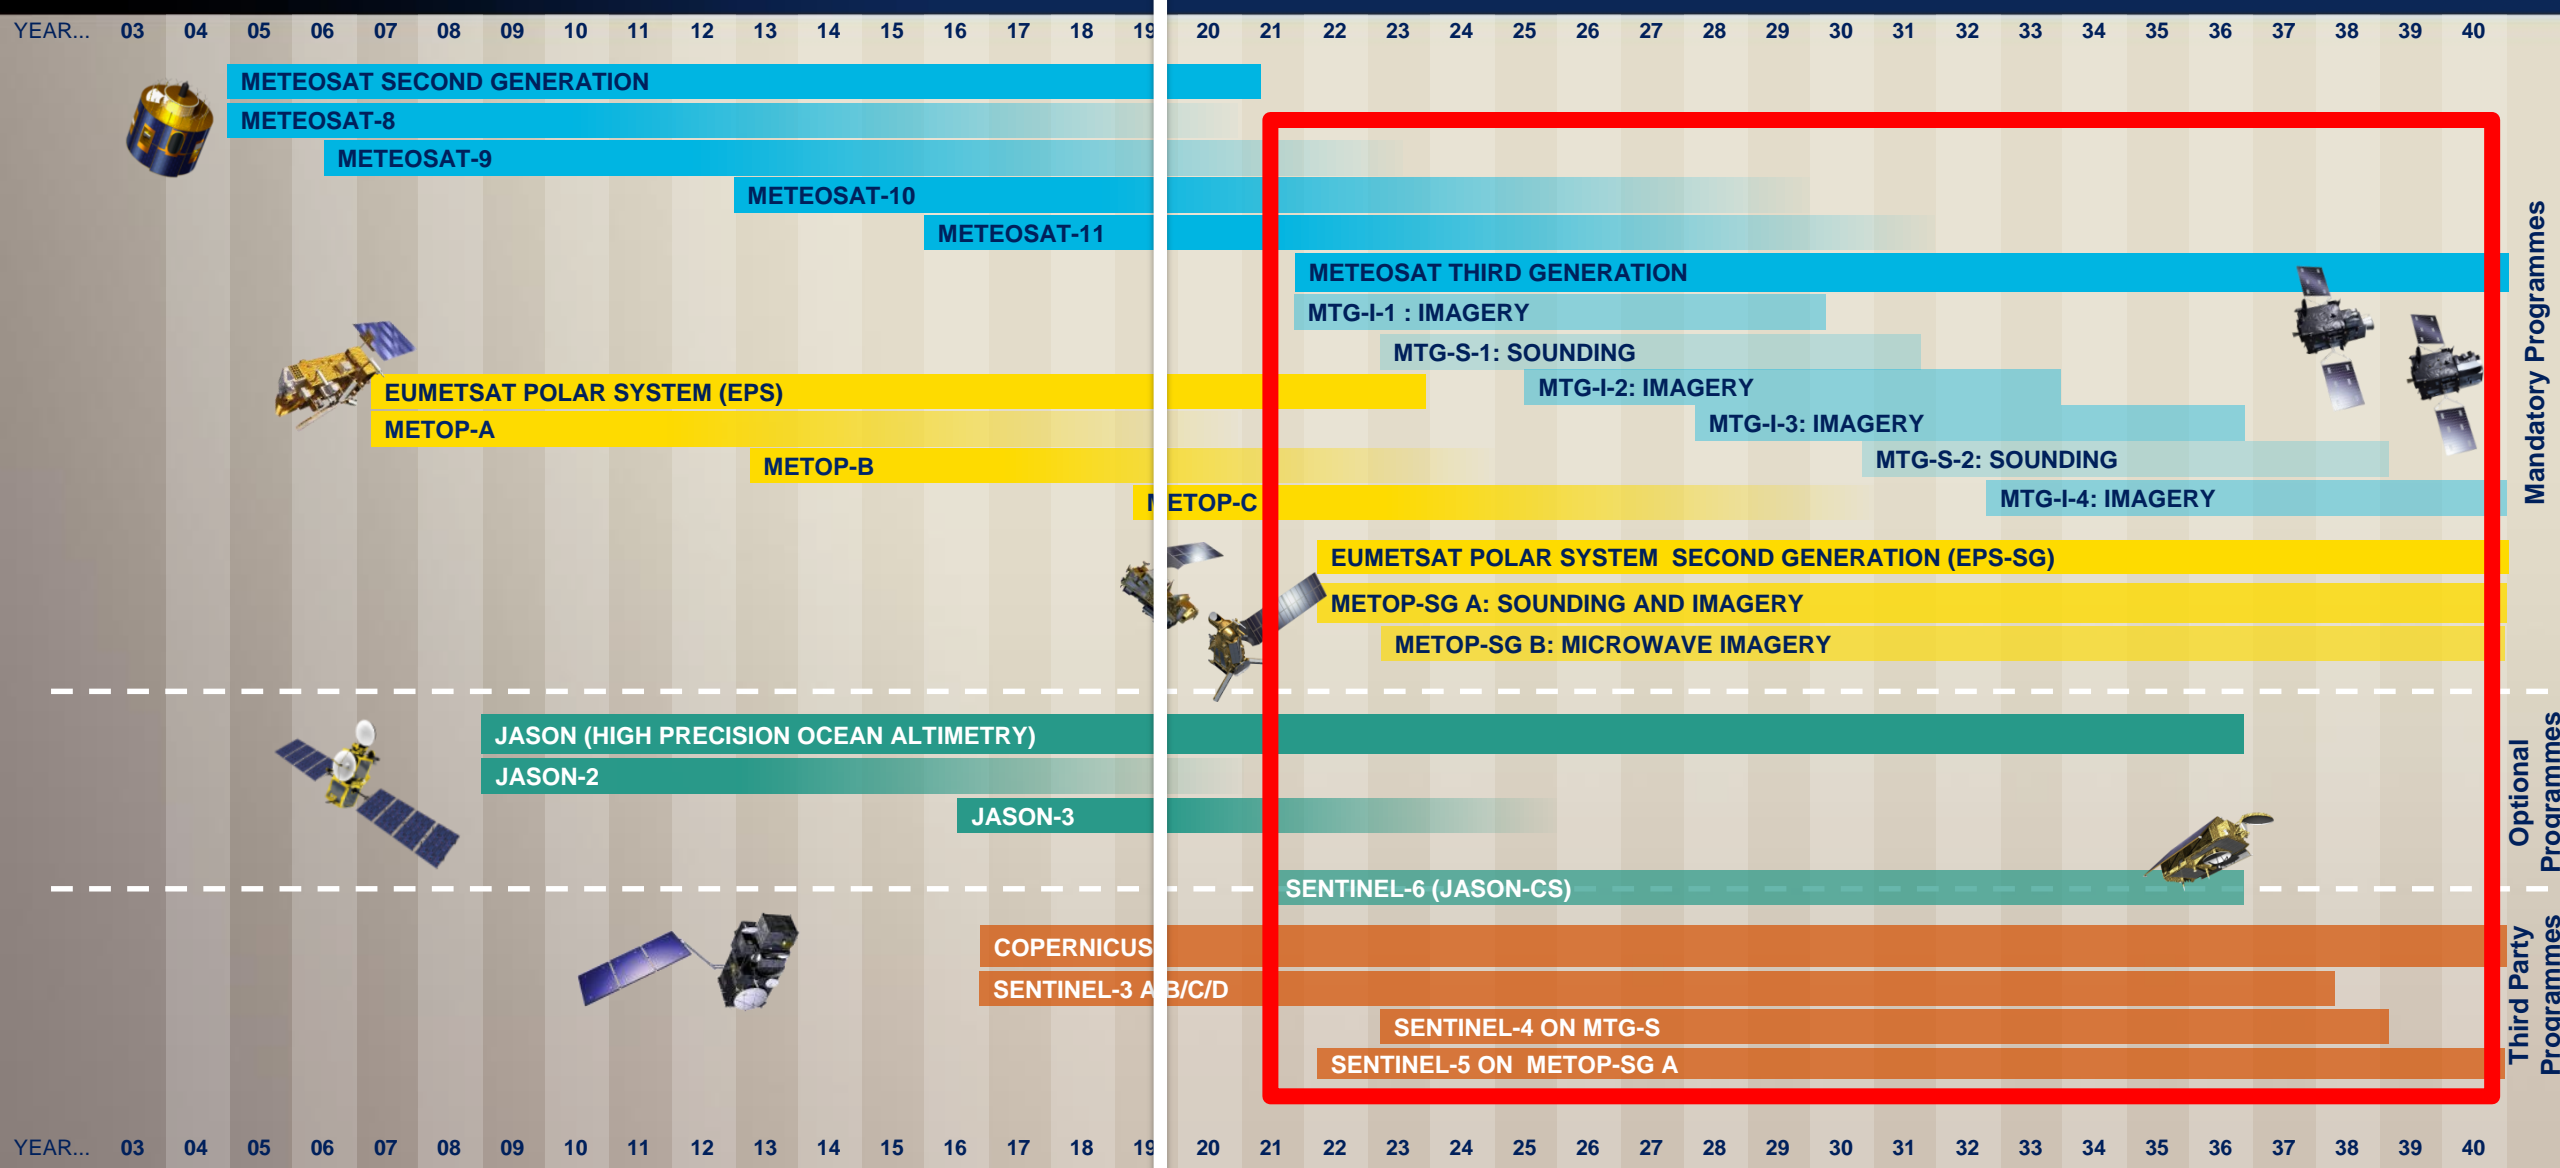 YEAR... 03 04 05 06 07 08 09 10 11 12 13 14 15 16 17 18 19 20 21 22 23 24 25 26 27 28 29 30 31 32 33 34 35 36 37 38 39 40
METEOSAT SECOND GENERATION
METEOSAT-8
METEOSAT-9
METEOSAT-10
METEOSAT-11
METEOSAT THIRD GENERATION
MTG-I-1 : IMAGERY
MTG-S-1: SOUNDING
MTG-I-2: IMAGERY
MTG-I-3: IMAGERY
MTG-S-2: SOUNDING
MTG-I-4: IMAGERY
EUMETSAT POLAR SYSTEM (EPS)
METOP-A
METOP-B
METOP-C
EUMETSAT POLAR SYSTEM SECOND GENERATION (EPS-SG)
METOP-SG A: SOUNDING AND IMAGERY
METOP-SG B: MICROWAVE IMAGERY
Mandatory Programmes
JASON (HIGH PRECISION OCEAN ALTIMETRY)
JASON-2
JASON-3
SENTINEL-6 (JASON-CS)
Optional
Programmes
COPERNICUS
SENTINEL-3 A/B/C/D
SENTINEL-4 ON MTG-S
SENTINEL-5 ON METOP-SG A
Third Party
Programmes
YEAR... 03 04 05 06 07 08 09 10 11 12 13 14 15 16 17 18 19 20 21 22 23 24 25 26 27 28 29 30 31 32 33 34 35 36 37 38 39 40